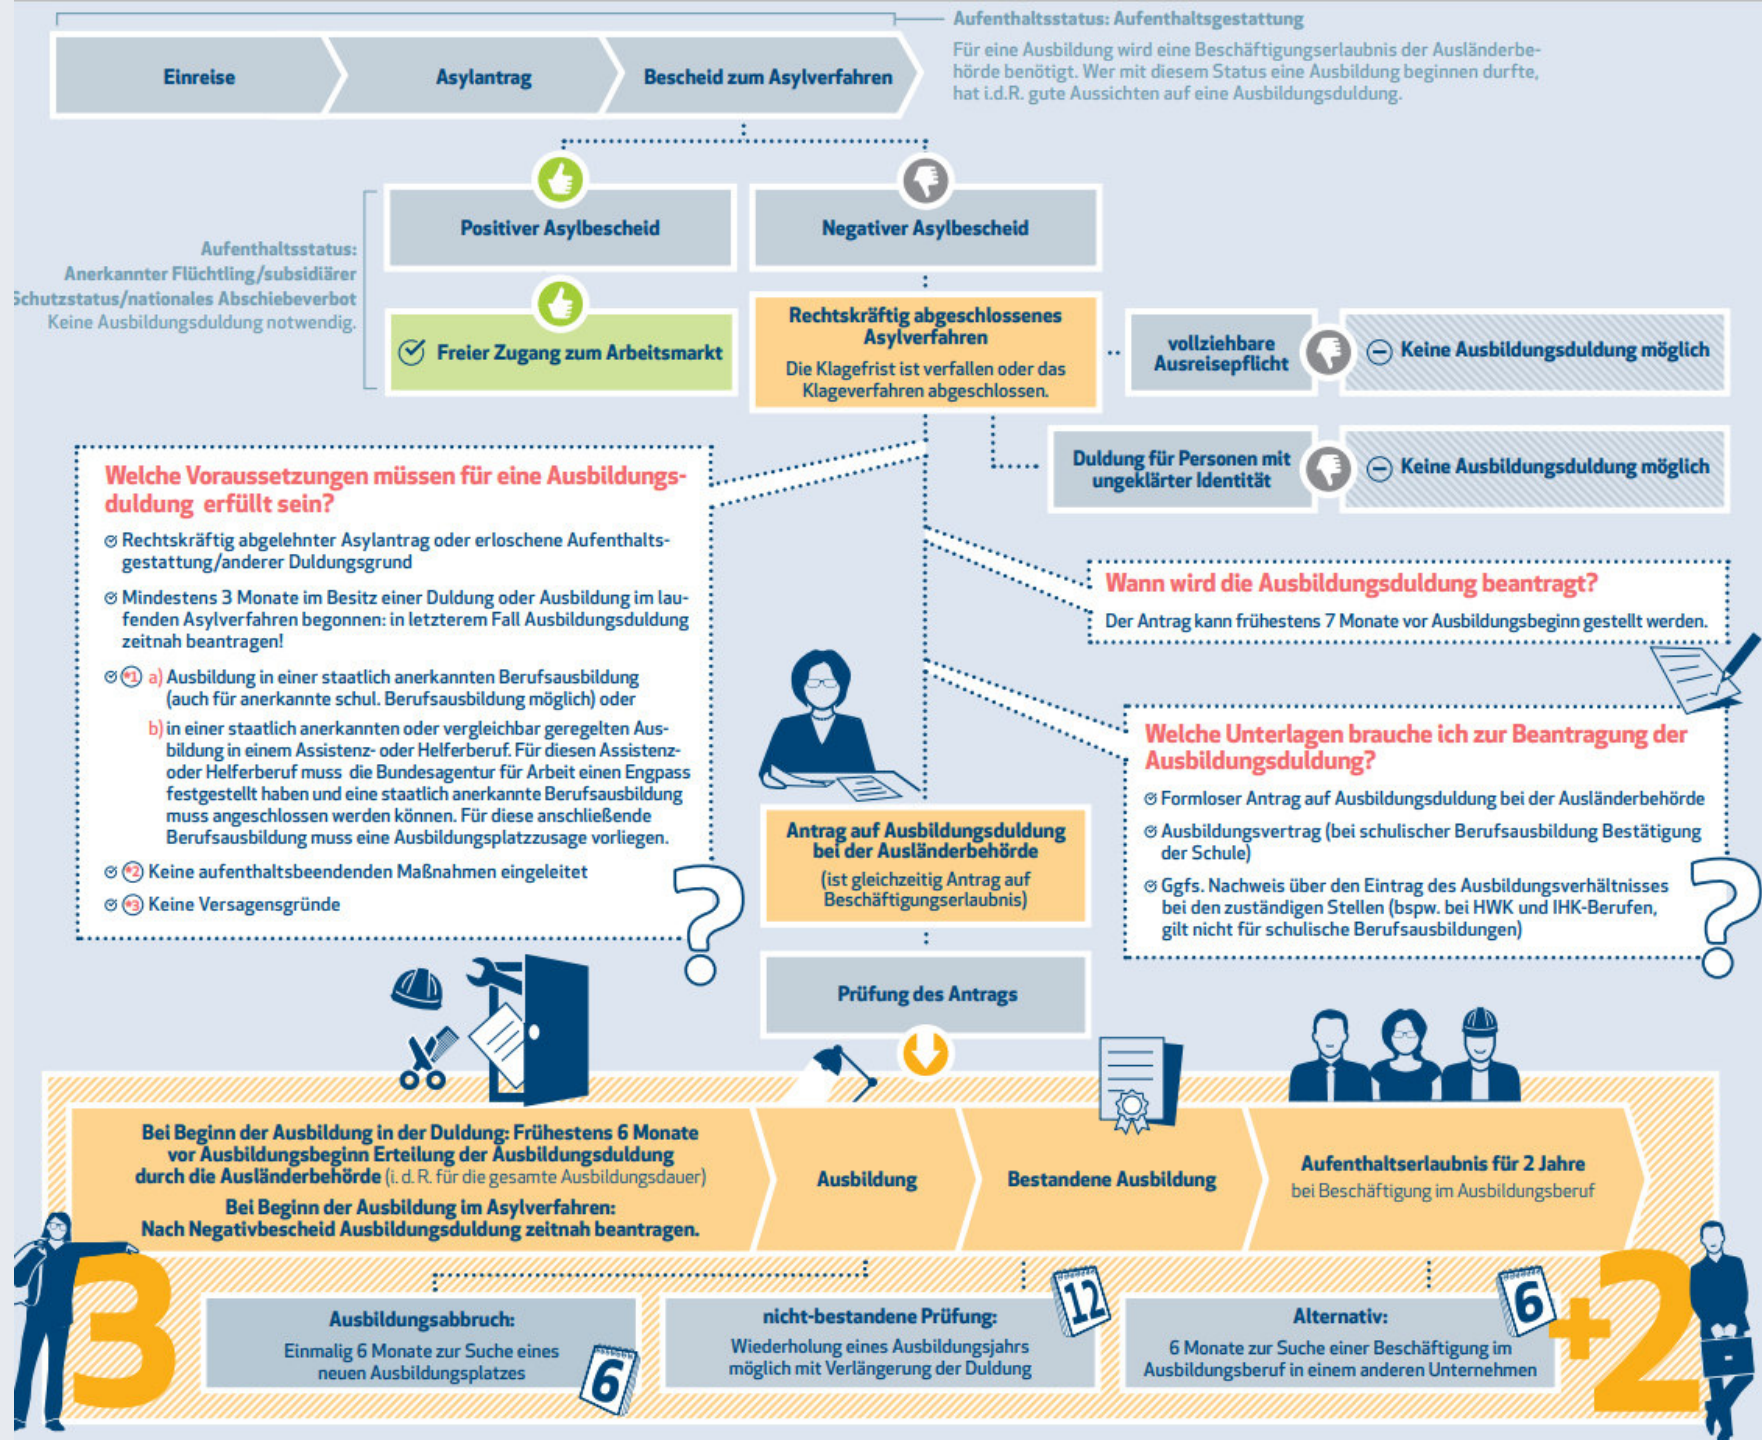 Aufenthaltsstatus: Aufenthaltsgestattung
Für eine Ausbildung wird eine Beschäftigungserlaubnis der Ausländerbe-
hörde benötigt. Wer mit diesem Status eine Ausbildung beginnen durfte,
hat i.d.R. gute Aussichten auf eine Ausbildungsduldung.
Einreise
Asylantrag
Bescheid zum Asylverfahren
Positiver Asylbescheid
Negativer Asylbescheid
Aufenthaltsstatus:
Anerkannter Flüchtling/subsidiärer
Schutzstatus/nationales Abschiebeverbot
Keine Ausbildungsduldung notwendig.
Freier Zugang zum Arbeitsmarkt
Rechtskräftig abgeschlossenes
Asylverfahren
Die Klagefrist ist verfallen oder das
Klageverfahren abgeschlossen.
vollziehbare
Ausreisepflicht
Keine Ausbildungsduldung möglich
Duldung für Personen mit
ungeklärter Identität
Keine Ausbildungsduldung möglich
Welche Voraussetzungen müssen für eine Ausbildungs-
duldung erfüllt sein?
Rechtskräftig abgelehnter Asylantrag oder erloschene Aufenthalts-
gestattung/anderer Duldungsgrund
Mindestens 3 Monate im Besitz einer Duldung oder Ausbildung im lau-
fenden Asylverfahren begonnen: in letzterem Fall Ausbildungsduldung
zeitnah beantragen!
*1 a) Ausbildung in einer staatlich anerkannten Berufsausbildung
(auch für anerkannte schul. Berufsausbildung möglich) oder
b) in einer staatlich anerkannten oder vergleichbar geregelten Aus-
bildung in einem Assistenz- oder Helferberuf. Für diesen Assistenz-
oder Helferberuf muss die Bundesagentur für Arbeit einen Engpass
festgestellt haben und eine staatlich anerkannte Berufsausbildung
muss angeschlossen werden können. Für diese anschließende
Berufsausbildung muss eine Ausbildungsplatzzusage vorliegen.
*2 Keine aufenthaltsbeendenden Maßnahmen eingeleitet
*3 Keine Versagensgründe
?
Wann wird die Ausbildungsduldung beantragt?
Der Antrag kann frühestens 7 Monate vor Ausbildungsbeginn gestellt werden.
Welche Unterlagen brauche ich zur Beantragung der
Ausbildungsduldung?
Formloser Antrag auf Ausbildungsduldung bei der Ausländerbehörde
Ausbildungsvertrag (bei schulischer Berufsausbildung Bestätigung
der Schule)
Ggfs. Nachweis über den Eintrag des Ausbildungsverhältnisses
bei den zuständigen Stellen (bspw. bei HWK und IHK-Berufen,
gilt nicht für schulische Berufsausbildungen)
?
Antrag auf Ausbildungsduldung
bei der Ausländerbehörde
(ist gleichzeitig Antrag auf
Beschäftigungserlaubnis)
Prüfung des Antrags
Bei Beginn der Ausbildung in der Duldung: Frühestens 6 Monate
vor Ausbildungsbeginn Erteilung der Ausbildungsduldung
durch die Ausländerbehörde (i. d. R. für die gesamte Ausbildungsdauer)
Bei Beginn der Ausbildung im Asylverfahren:
Nach Negativbescheid Ausbildungsduldung zeitnah beantragen.
Ausbildung
Bestandene Ausbildung
Aufenthaltserlaubnis für 2 Jahre
bei Beschäftigung im Ausbildungsberuf
3
Ausbildungsabbruch:
Einmalig 6 Monate zur Suche eines
neuen Ausbildungsplatzes
6
nicht-bestandene Prüfung:
Wiederholung eines Ausbildungsjahrs
möglich mit Verlängerung der Duldung
12
Alternativ:
6 Monate zur Suche einer Beschäftigung im
Ausbildungsberuf in einem anderen Unternehmen
6
+2